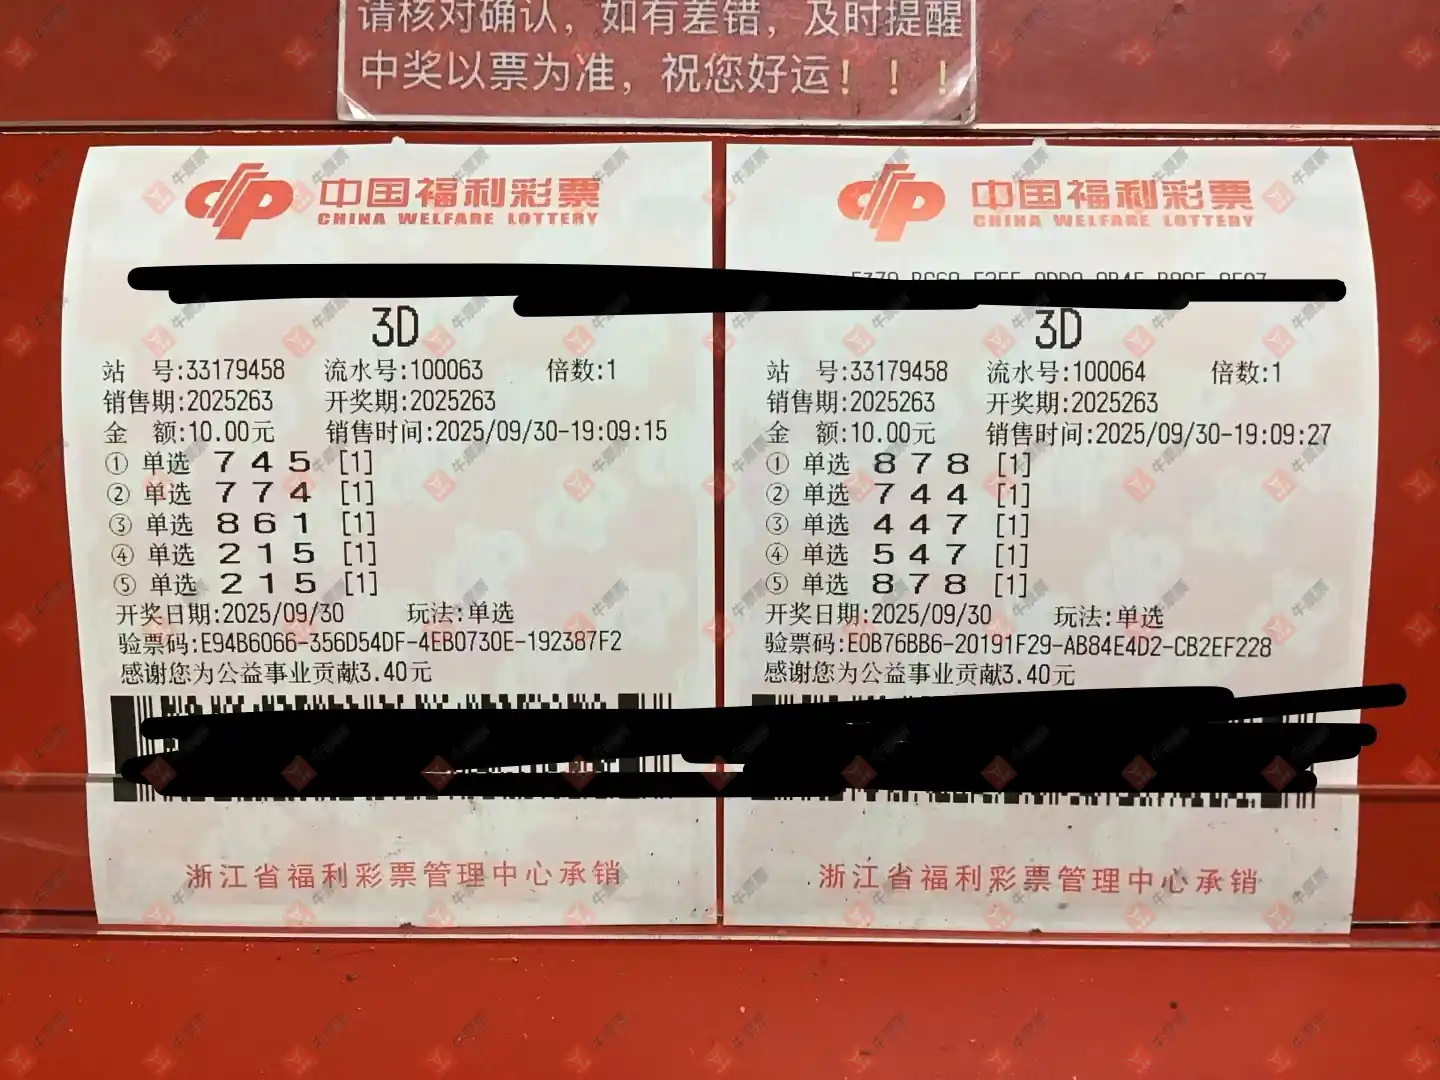 请核对确认，如有差错，及时提醒
中奖以票为准，祝您好运！！！
中国福利彩票
CHINA WELFARE LOTTERY
3D
站 号:33179458 流水号:100063 倍数:1
销售期:2025263 开奖期:2025263
金 额:10.00元 销售时间:2025/09/30-19:09:15
① 单选 7 4 5 [1]
② 单选 7 7 4 [1]
③ 单选 8 6 1 [1]
④ 单选 2 1 5 [1]
⑤ 单选 2 1 5 [1]
开奖日期:2025/09/30 玩法:单选
验票码:E94B6066-356D54DF-4EB0730E-192387F2
感谢您为公益事业贡献3.40元
浙江省福利彩票管理中心承销
中国福利彩票
CHINA WELFARE LOTTERY
3D
站 号:33179458 流水号:100064 倍数:1
销售期:2025263 开奖期:2025263
金 额:10.00元 销售时间:2025/09/30-19:09:27
① 单选 8 7 8 [1]
② 单选 7 4 4 [1]
③ 单选 4 4 7 [1]
④ 单选 5 4 7 [1]
⑤ 单选 8 7 8 [1]
开奖日期:2025/09/30 玩法:单选
验票码:E0B76BB6-20191F29-AB84E4D2-CB2EF228
感谢您为公益事业贡献3.40元
浙江省福利彩票管理中心承销